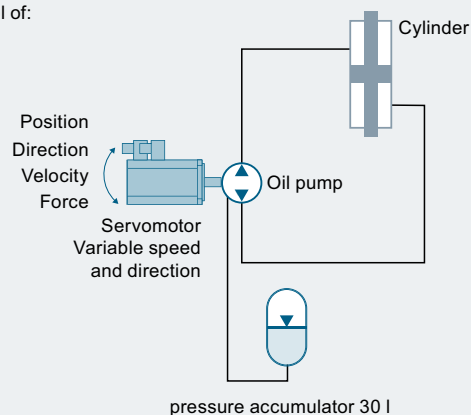 l of:
Cylinder
Position
Direction
Velocity
Force
Oil pump
Servomotor
Variable speed
and direction
pressure accumulator 30 l